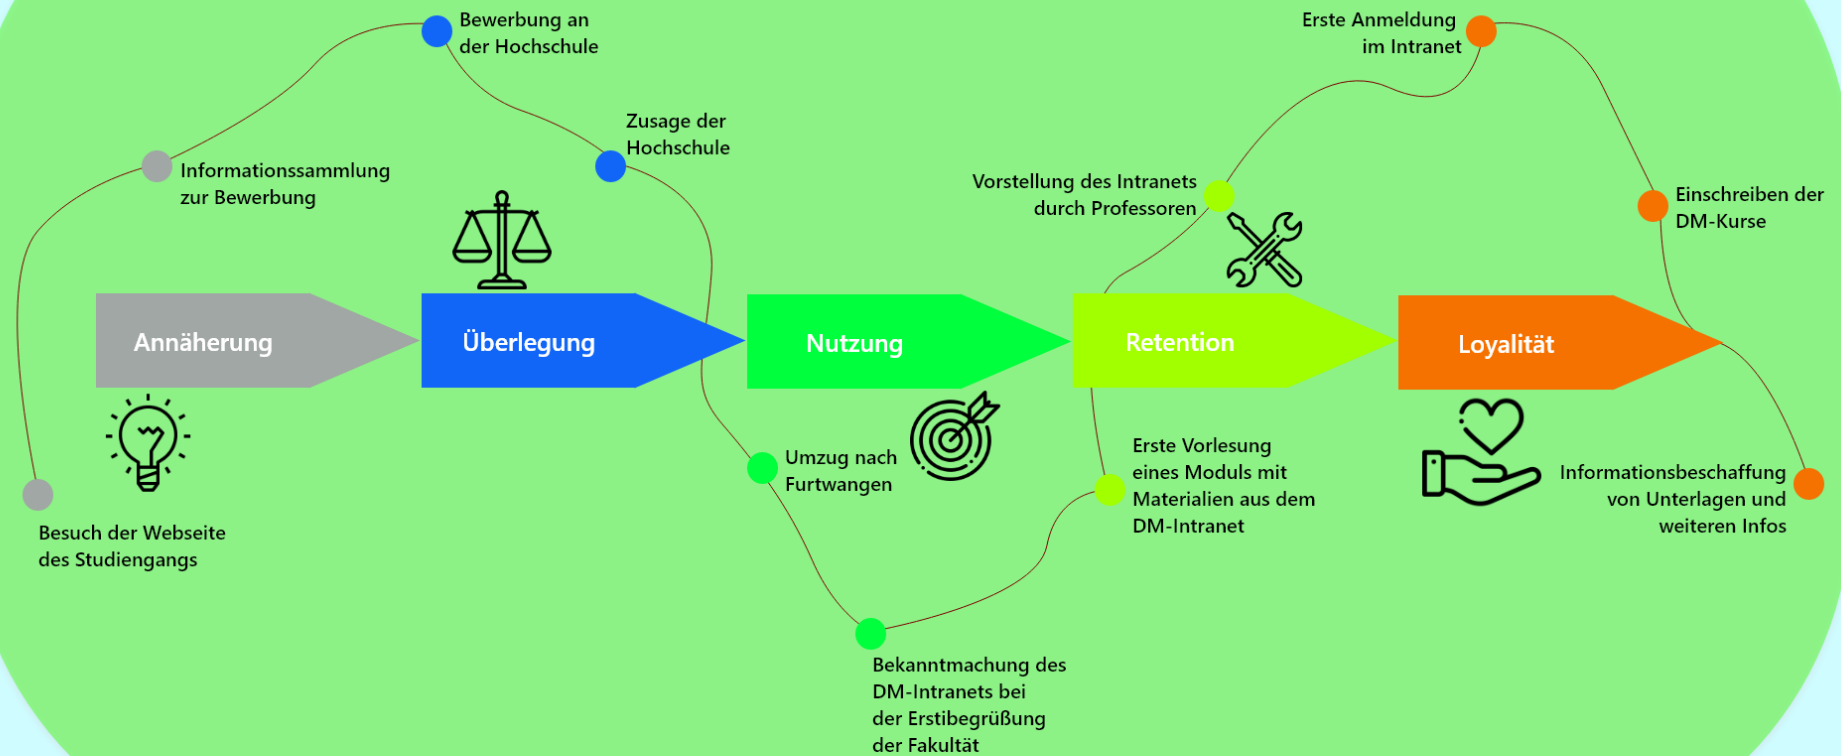 Bewerbung an
der Hochschule
Erste Anmeldung
im Intranet
Zusage der
Hochschule
Informationssammlung
zur Bewerbung
Vorstellung des Intranets
durch Professoren
Einschreiben der
DM-Kurse
Annäherung
Überlegung
Nutzung
Retention
Loyalität
Umzug nach
Furtwangen
Erste Vorlesung
eines Moduls mit
Materialien aus dem
DM-Intranet
Informationsbeschaffung
von Unterlagen und
weiteren Infos
Besuch der Webseite
des Studiengangs
Bekanntmachung des
DM-Intranets bei
der Erstibegrüßung
der Fakultät